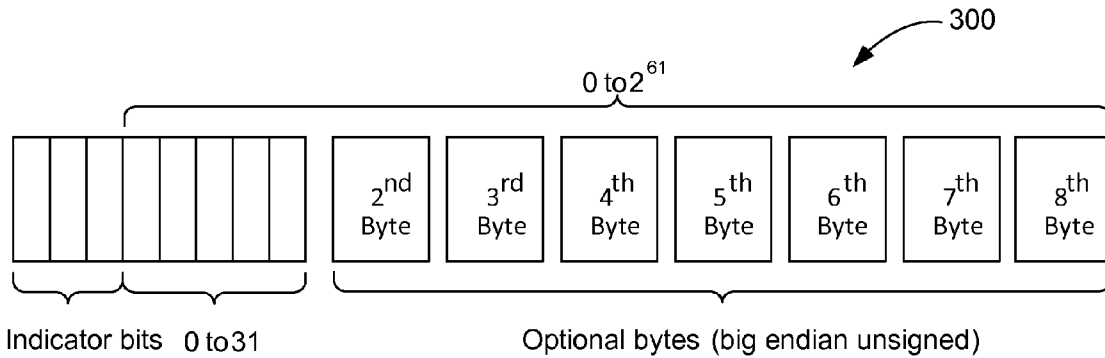 300
0 to 2^61
2nd Byte
3rd Byte
4th Byte
5th Byte
6th Byte
7th Byte
8th Byte
Indicator bits 0 to 31
Optional bytes (big endian unsigned)